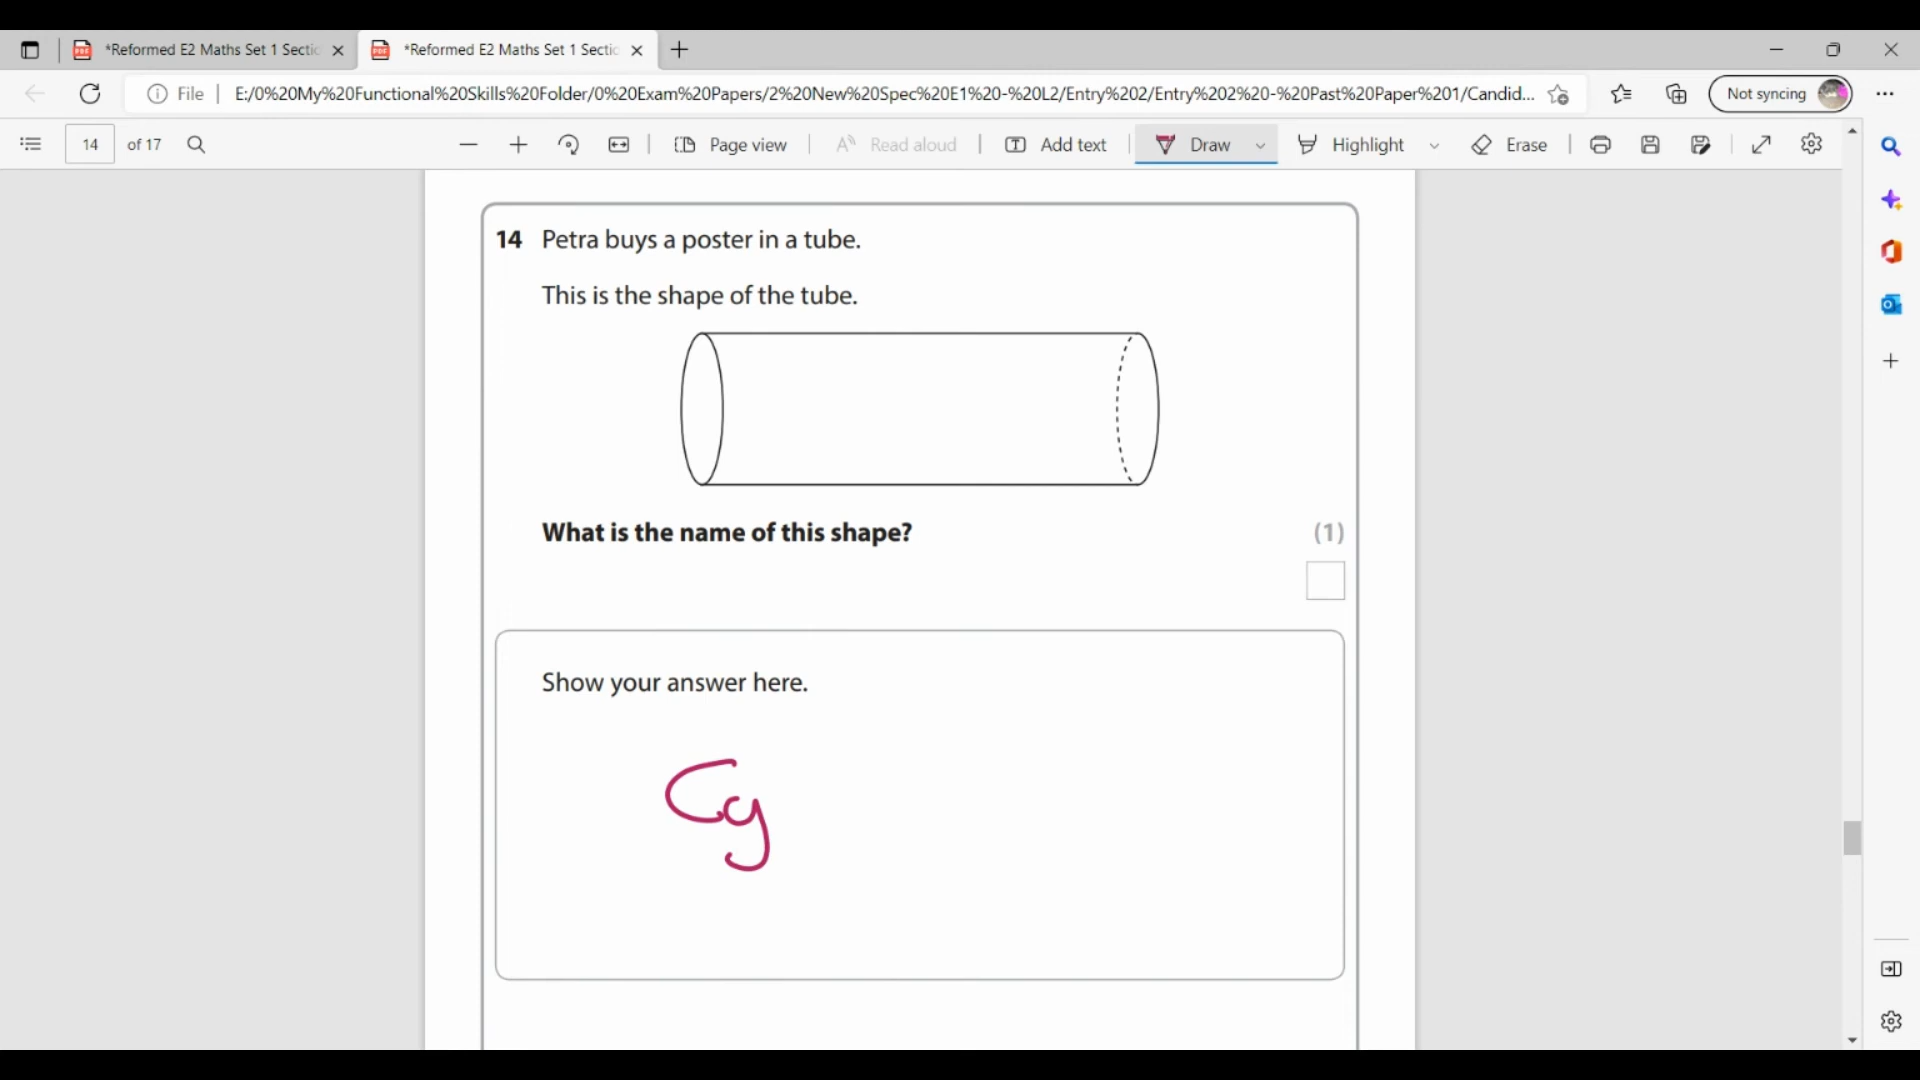 *Reformed E2 Maths Set 1 Sectio
*Reformed E2 Maths Set 1 Sectio
File
E:/0%20My%20Functional%20Skills%20Folder/0%20Exam%20Papers/2%20New%20Spec%20E1%20-%20L2/Entry%202/Entry%202%20-%20Past%20Paper%201/Candid...
Not syncing
14 of 17
Page view
Read aloud
Add text
Draw
Highlight
Erase
14 Petra buys a poster in a tube.
This is the shape of the tube.
What is the name of this shape? (1)
Show your answer here.
Cy